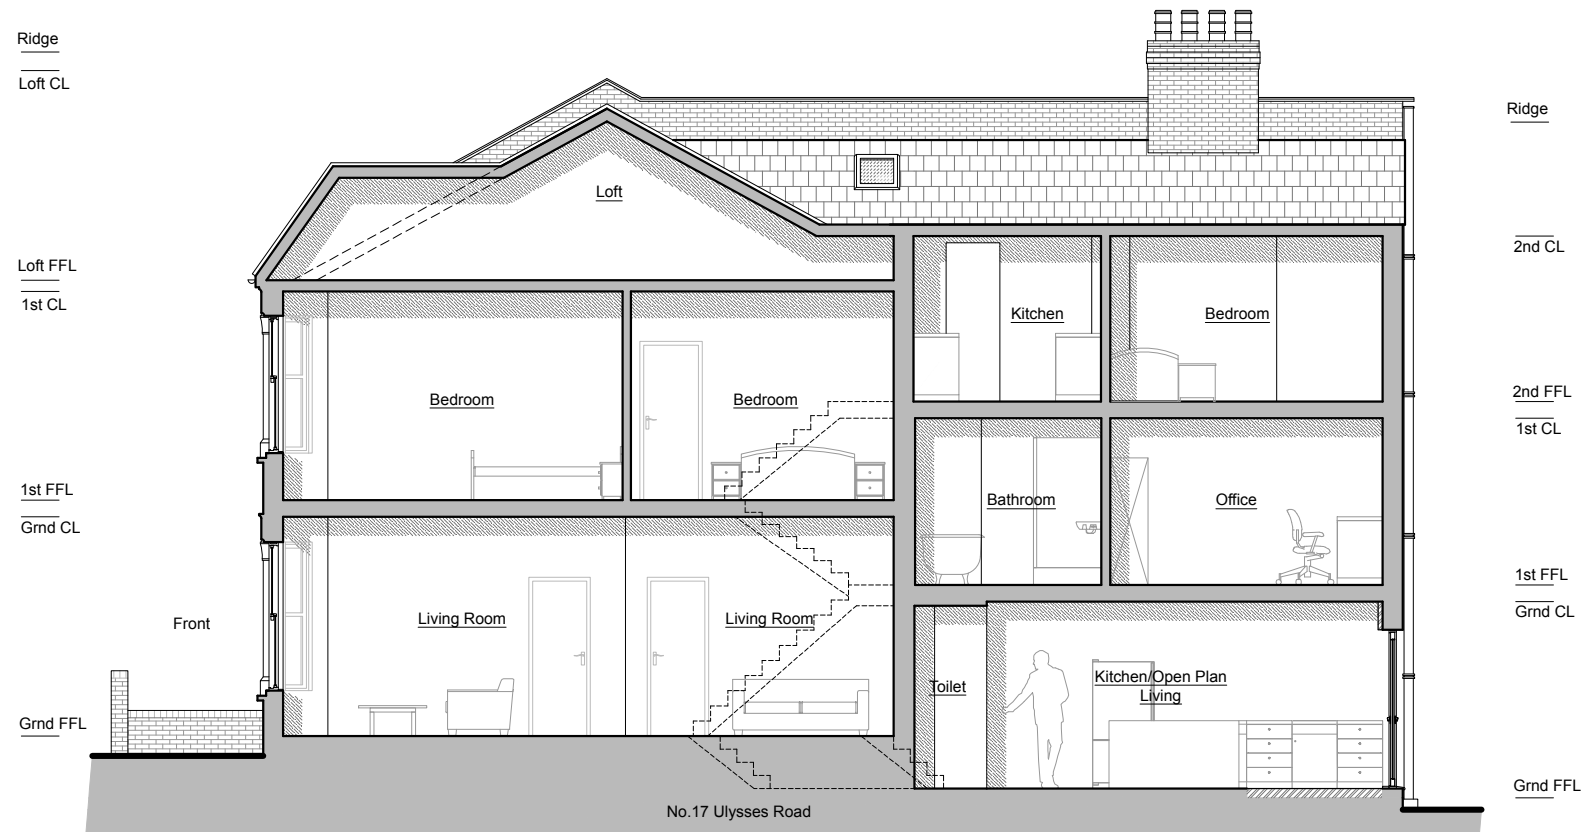 Ridge
Loft CL
Ridge
Loft
Loft FFL
1st CL
2nd CL
Kitchen
Bedroom
Bedroom
Bedroom
2nd FFL
1st CL
1st FFL
Grnd CL
Bathroom
Office
1st FFL
Grnd CL
Front
Living Room
Living Room
Toilet
Kitchen/Open Plan
Living
Grnd FFL
Grnd FFL
No.17 Ulysses Road